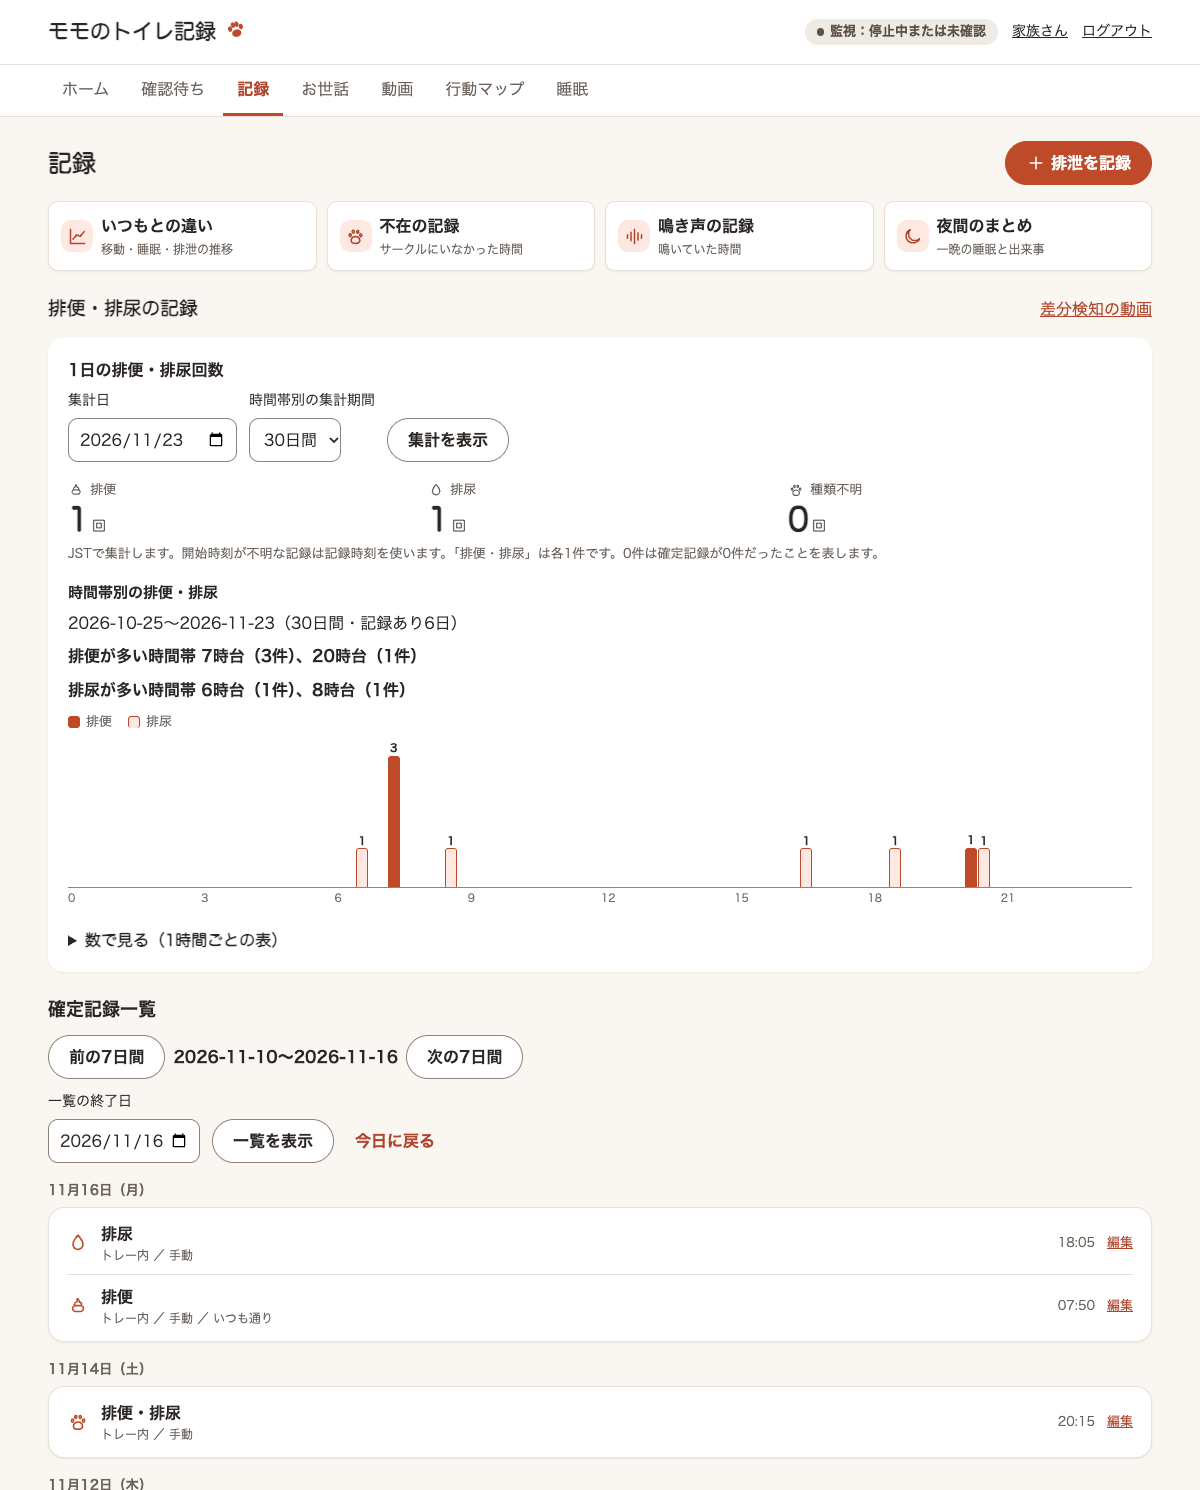 モモのトイレ記録
監視：停止中または未確認
家族さん
ログアウト
ホーム
確認待ち
記録
お世話
動画
行動マップ
睡眠
記録
＋ 排泄を記録
いつもとの違い
移動・睡眠・排泄の推移
不在の記録
サークルにいなかった時間
鳴き声の記録
鳴いていた時間
夜間のまとめ
一晩の睡眠と出来事
排便・排尿の記録
差分検知の動画
1日の排便・排尿回数
集計日
時間帯別の集計期間
2026/11/23
30日間
集計を表示
排便
排尿
種類不明
1回
1回
0回
JSTで集計します。開始時刻が不明な記録は記録時刻を使います。「排便・排尿」は各1件です。0件は確定記録が0件だったことを表します。
時間帯別の排便・排尿
2026-10-25〜2026-11-23（30日間・記録あり6日）
排便が多い時間帯 7時台（3件）、20時台（1件）
排尿が多い時間帯 6時台（1件）、8時台（1件）
排便
排尿
3
1
1
1
1
1
1
0
3
6
9
12
15
18
21
▶ 数で見る（1時間ごとの表）
確定記録一覧
前の7日間
2026-11-10〜2026-11-16
次の7日間
一覧の終了日
2026/11/16
一覧を表示
今日に戻る
11月16日（月）
排尿
トレー内 ／ 手動
18:05
編集
排便
トレー内 ／ 手動 ／ いつも通り
07:50
編集
11月14日（土）
排便・排尿
トレー内 ／ 手動
20:15
編集
11月12日（木）